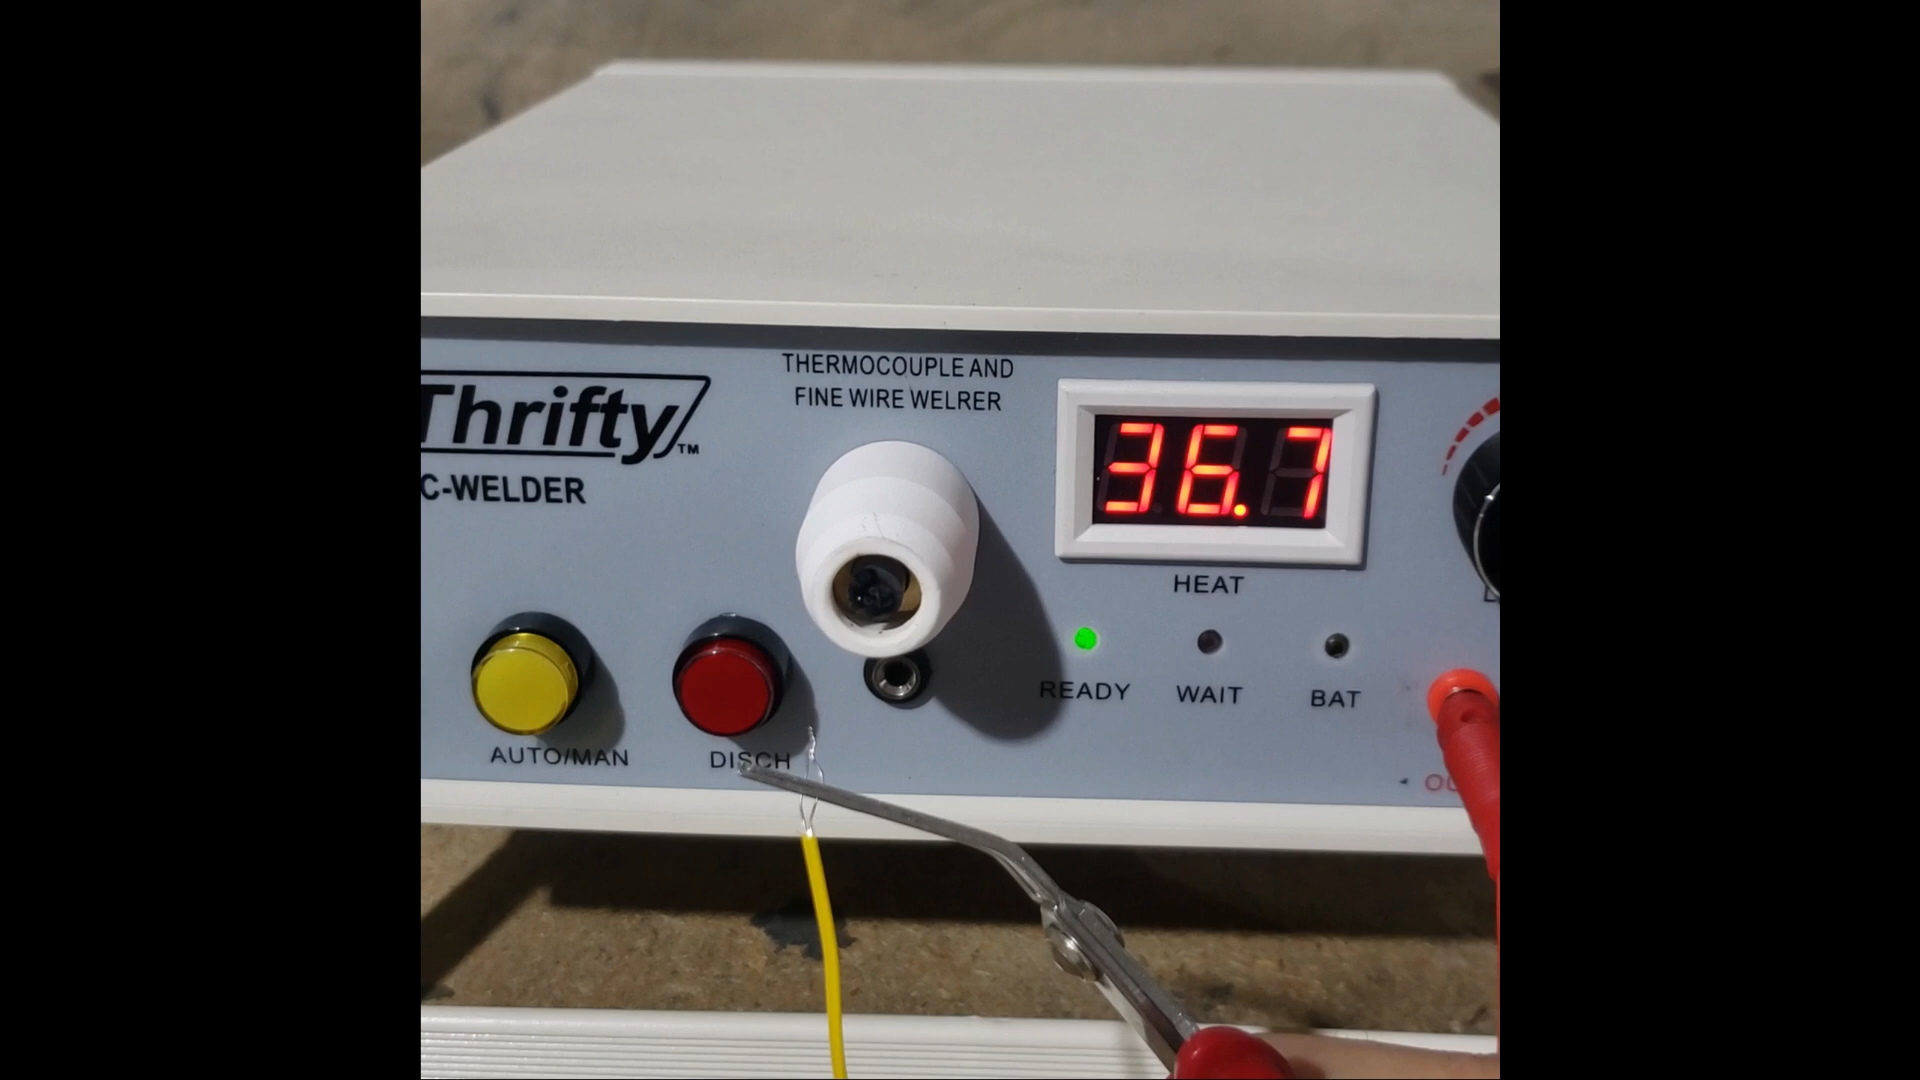 Thrifty™
C-WELDER
THERMOCOUPLE AND
FINE WIRE WELRER
36.7
HEAT
READY WAIT BAT
AUTO/MAN DISCH